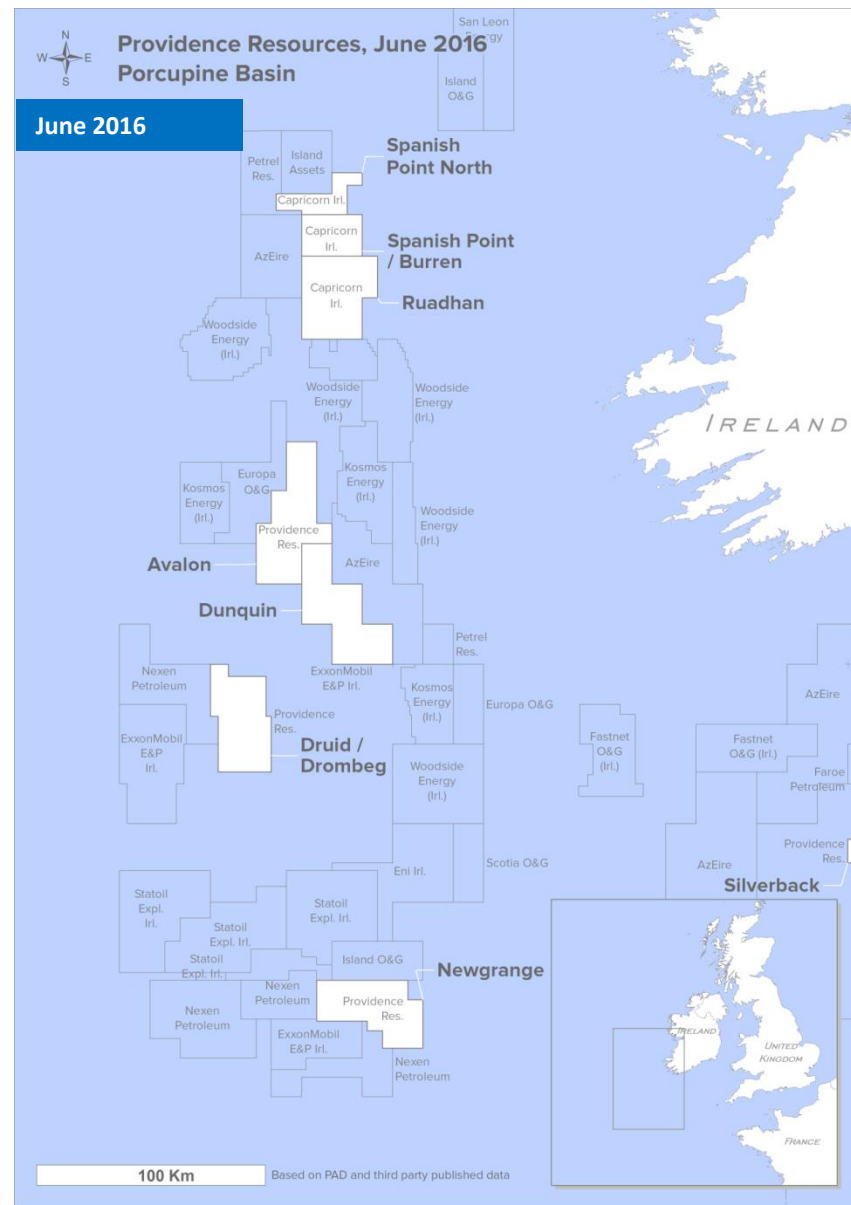 N
W E
S
Providence Resources, June 2016
Porcupine Basin
June 2016
San Leon
Energy
Island
O&G
Petrel
Res.
Island
Assets
Spanish
Point North
Capricorn Irl.
Capricorn
Irl.
AzEire
Spanish Point
/ Burren
Capricorn
Irl.
Ruadhan
Woodside
Energy
(Irl.)
Woodside
Energy
(Irl.)
Woodside
Energy
(Irl.)
IRELAND
Europa
O&G
Kosmos
Energy
(Irl.)
Kosmos
Energy
(Irl.)
Woodside
Energy
(Irl.)
Providence
Res.
Avalon
AzEire
Dunquin
Petrel
Res.
Nexen
Petroleum
ExxonMobil
E&P Irl.
Kosmos
Energy
(Irl.)
Europa O&G
AzEire
Providence
Res.
ExxonMobil
E&P
Irl.
Druid /
Drombeg
Woodside
Energy
(Irl.)
Fastnet
O&G
(Irl.)
Fastnet
O&G (Irl.)
Faroe
Petroleum
Providence
Res.
AzEire
Silverback
Eni Irl.
Scotia O&G
Statoil
Expl.
Irl.
Statoil
Expl. Irl.
Statoil
Expl. Irl.
Statoil
Expl. Irl.
Island O&G
Newgrange
Nexen
Petroleum
Providence
Res.
Nexen
Petroleum
ExxonMobil
E&P Irl.
Nexen
Petroleum
IRELAND
UNITED
KINGDOM
FRANCE
100 Km
Based on PAD and third party published data